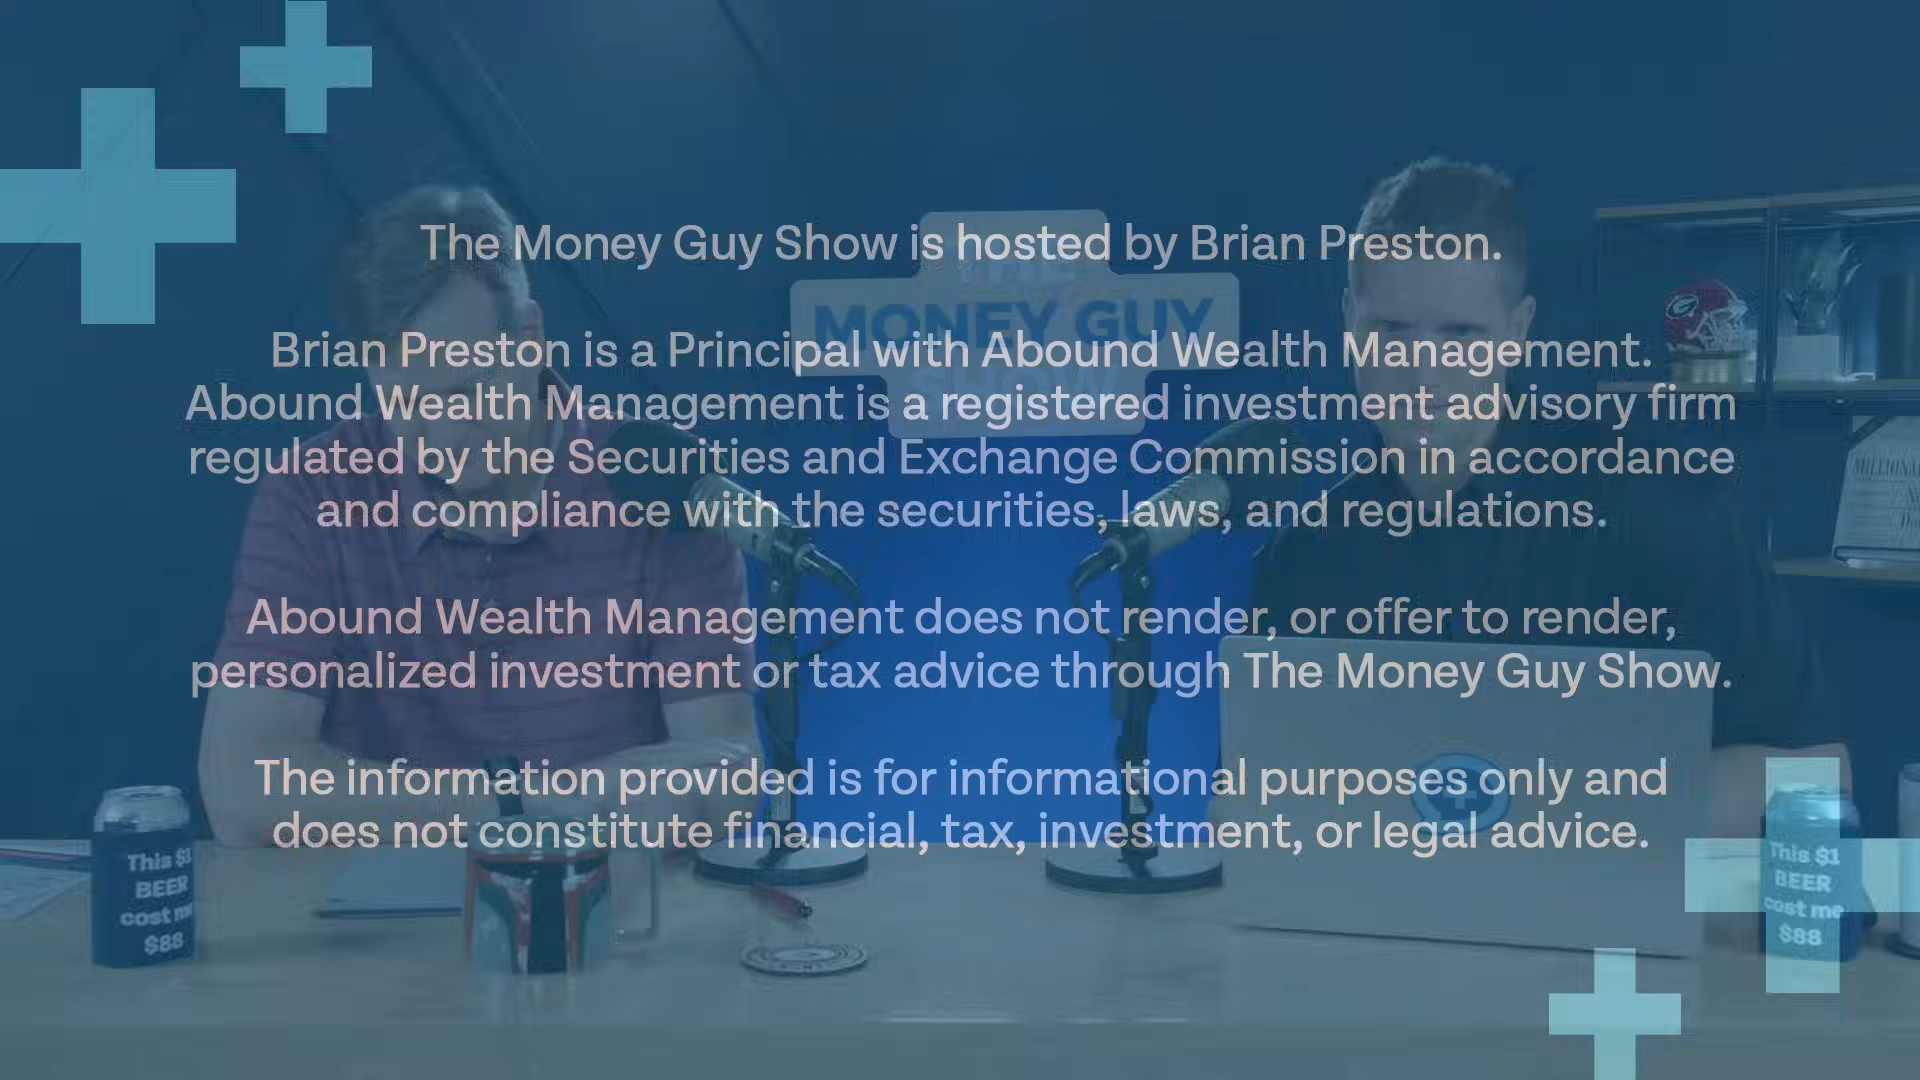 The Money Guy Show is hosted by Brian Preston.
MONEY GUY
SHOW
Brian Preston is a Principal with Abound Wealth Management.
Abound Wealth Management is a registered investment advisory firm
regulated by the Securities and Exchange Commission in accordance
and compliance with the securities, laws, and regulations.
Abound Wealth Management does not render, or offer to render,
personalized investment or tax advice through The Money Guy Show.
The information provided is for informational purposes only and
does not constitute financial, tax, investment, or legal advice.
This $1
BEER
cost me
$88
This $1
BEER
cost me
$88